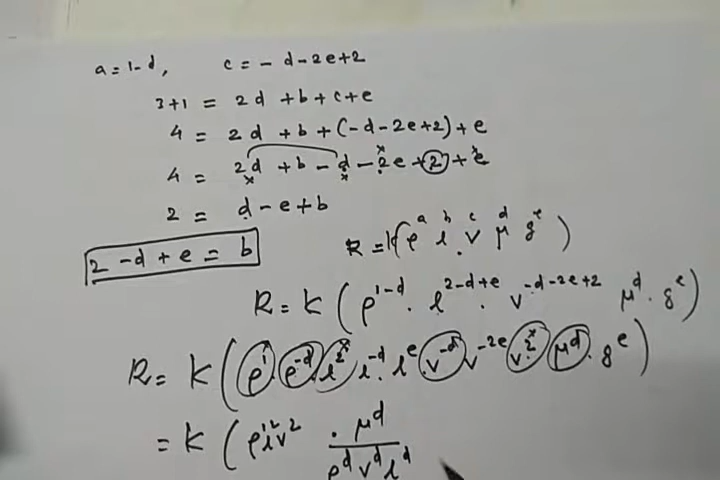 a = 1-d, c = -d-2e+2
3+1 = 2d +b+c+e
4 = 2d +b+(-d-2e+2)+e
4 = 2d +b-d-2e+2+e
2 = d-e+b
2-d+e = b
R = K(ρ^a l^b v^c μ^d g^e)
R = K (ρ^1-d . l^2-d+e . v^-d-2e+2 μ^d . g^e)
R = K (ρ^1 ρ^-d . l^2 l^-d . l^e . v^-d v^-2e v^2 . μ^d . g^e)
= K (ρ^1 l^2 v^2 . μ^d / ρ^d v^d l^d